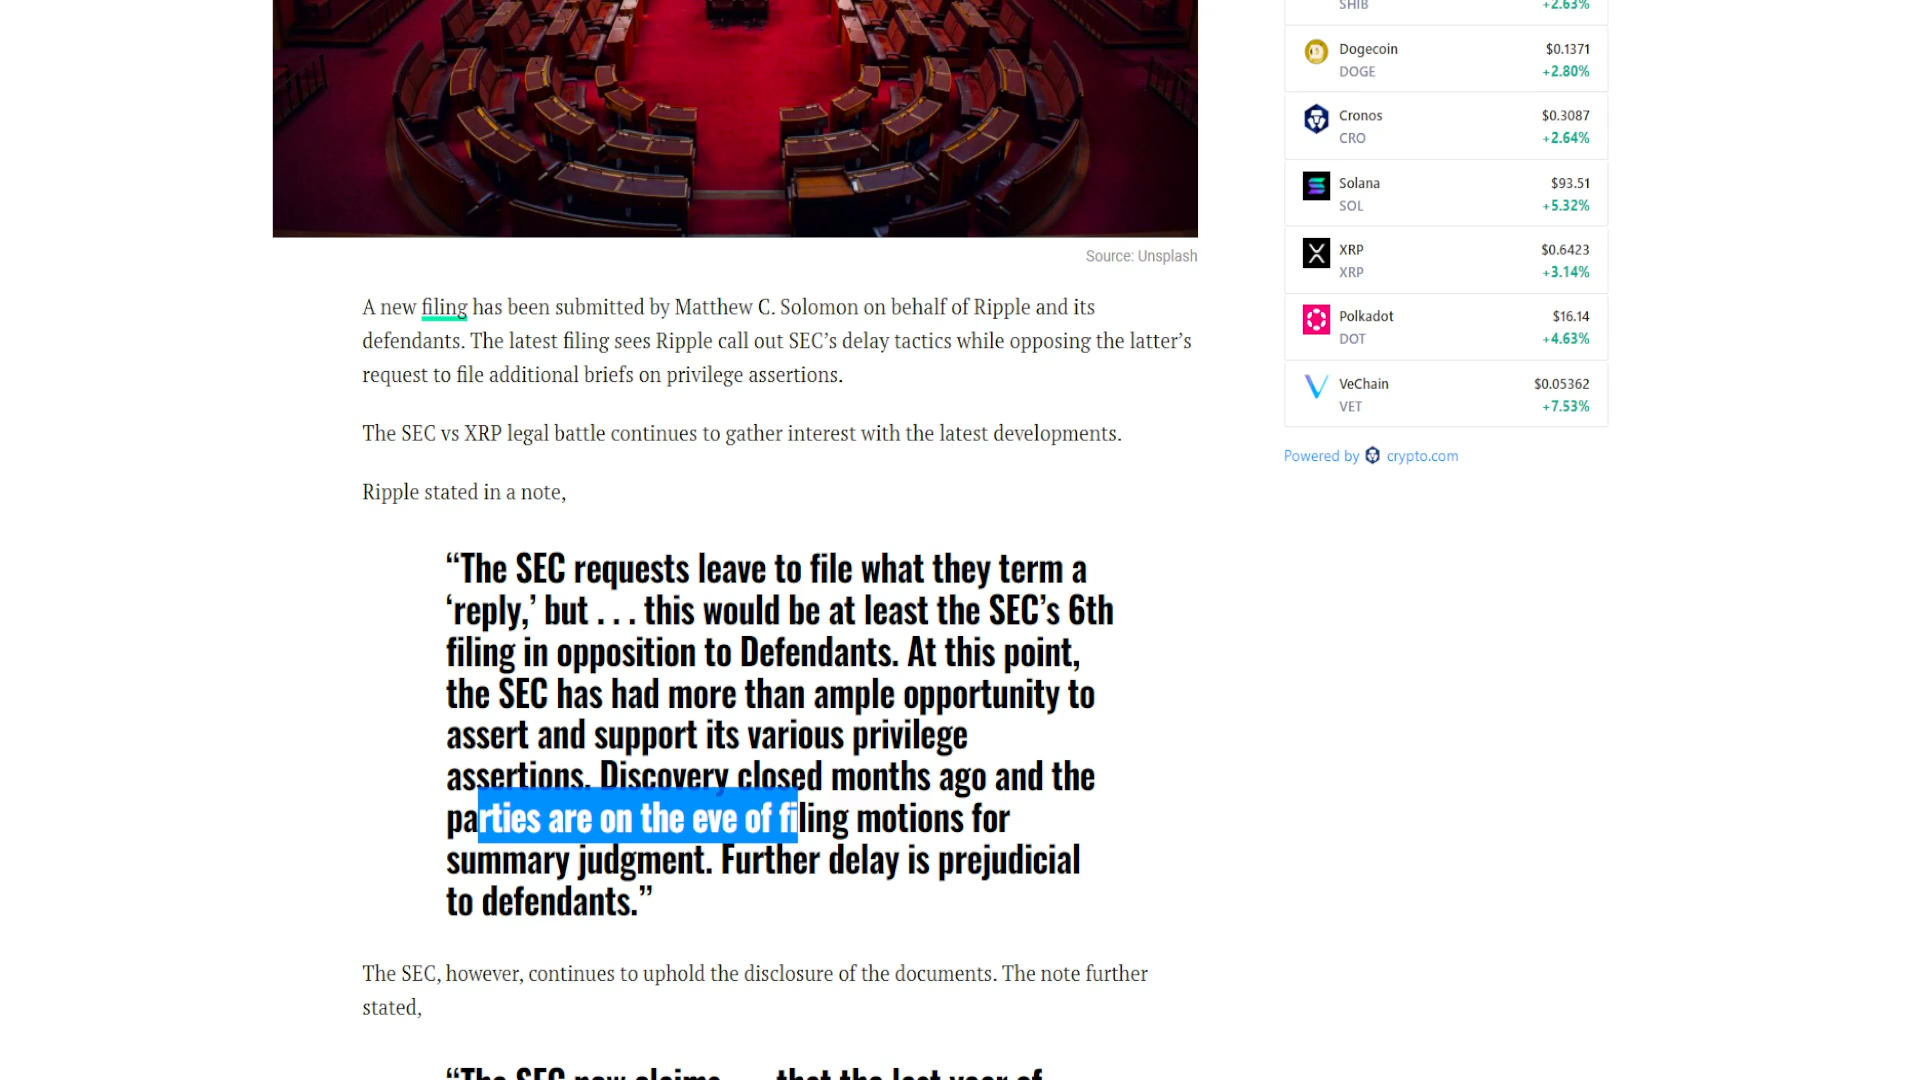 SHIB +2.63%
Dogecoin $0.1371
DOGE +2.80%
Cronos $0.3087
CRO +2.64%
Solana $93.51
SOL +5.32%
XRP $0.6423
XRP +3.14%
Polkadot $16.14
DOT +4.63%
VeChain $0.05362
VET +7.53%
Powered by crypto.com
Source: Unsplash
A new filing has been submitted by Matthew C. Solomon on behalf of Ripple and its
defendants. The latest filing sees Ripple call out SEC’s delay tactics while opposing the latter’s
request to file additional briefs on privilege assertions.
The SEC vs XRP legal battle continues to gather interest with the latest developments.
Ripple stated in a note,
“The SEC requests leave to file what they term a
‘reply,’ but . . . this would be at least the SEC’s 6th
filing in opposition to Defendants. At this point,
the SEC has had more than ample opportunity to
assert and support its various privilege
assertions. Discovery closed months ago and the
parties are on the eve of filing motions for
summary judgment. Further delay is prejudicial
to defendants.”
The SEC, however, continues to uphold the disclosure of the documents. The note further
stated,
“The SEC now claims . . . that the last year of